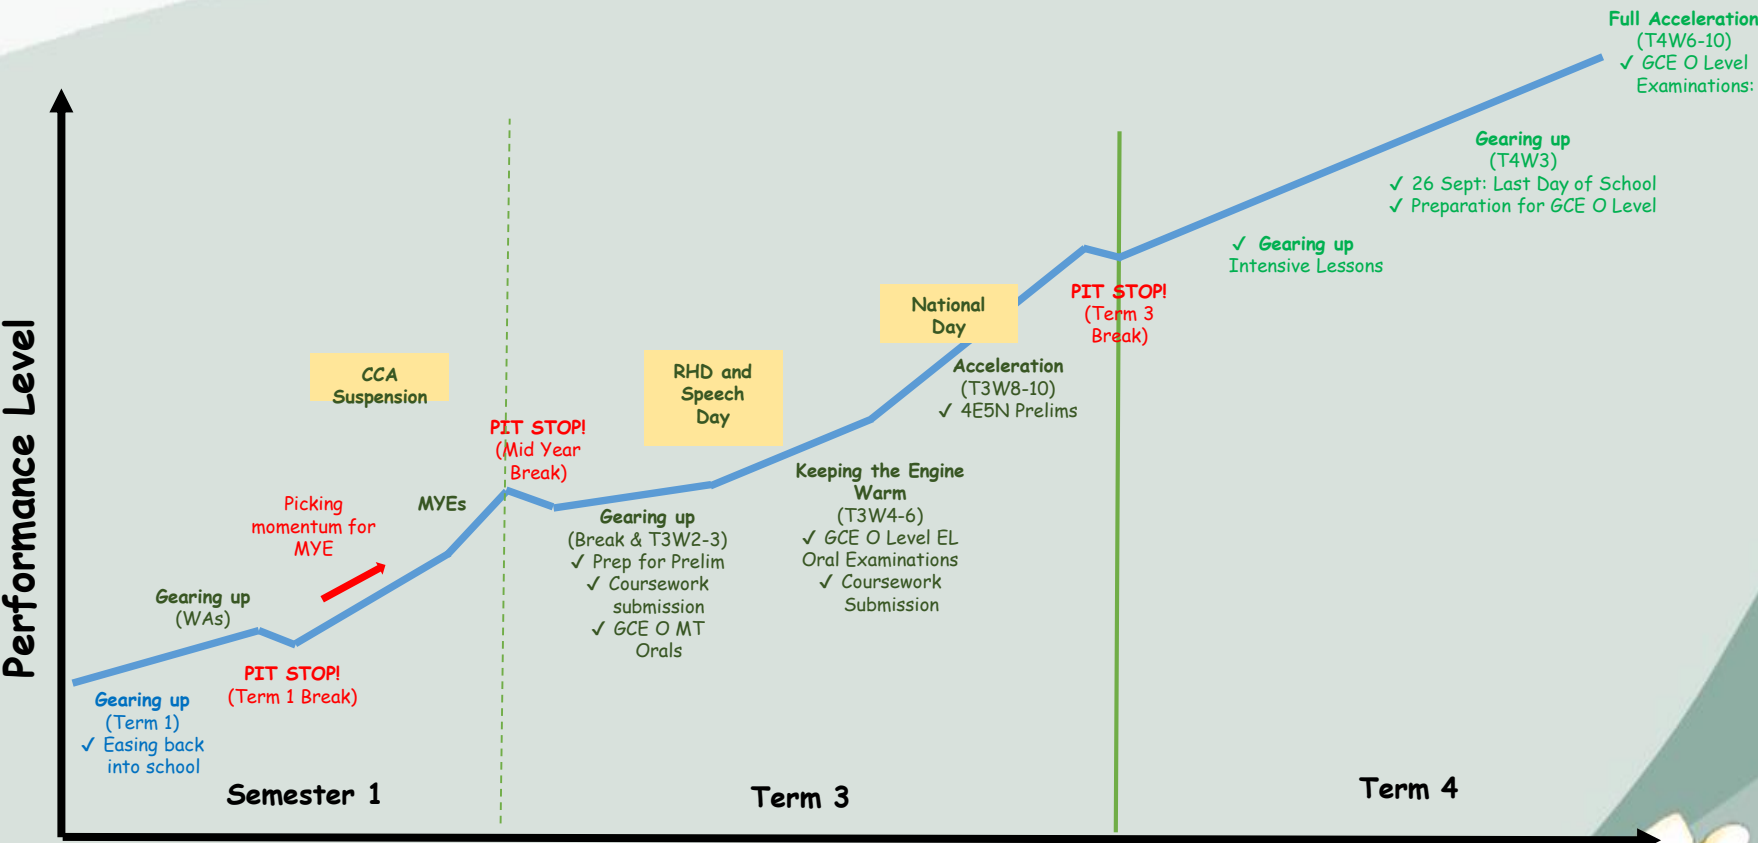 Full Acceleration
(T4W6-10)
✓ GCE O Level
Examinations:
Gearing up
(T4W3)
✓ 26 Sept: Last Day of School
✓ Preparation for GCE O Level
✓ Gearing up
Intensive Lessons
PIT STOP!
(Term 3
Break)
National
Day
Acceleration
(T3W8-10)
✓ 4E5N Prelims
RHD and
Speech
Day
CCA
Suspension
PIT STOP!
(Mid Year
Break)
Keeping the Engine
Warm
(T3W4-6)
✓ GCE O Level EL
Oral Examinations
✓ Coursework
Submission
Gearing up
(Break & T3W2-3)
✓ Prep for Prelim
✓ Coursework
submission
✓ GCE O MT
Orals
MYEs
Picking
momentum for
MYE
Gearing up
(WAs)
PIT STOP!
(Term 1 Break)
Gearing up
(Term 1)
✓ Easing back
into school
Performance Level
Semester 1
Term 3
Term 4